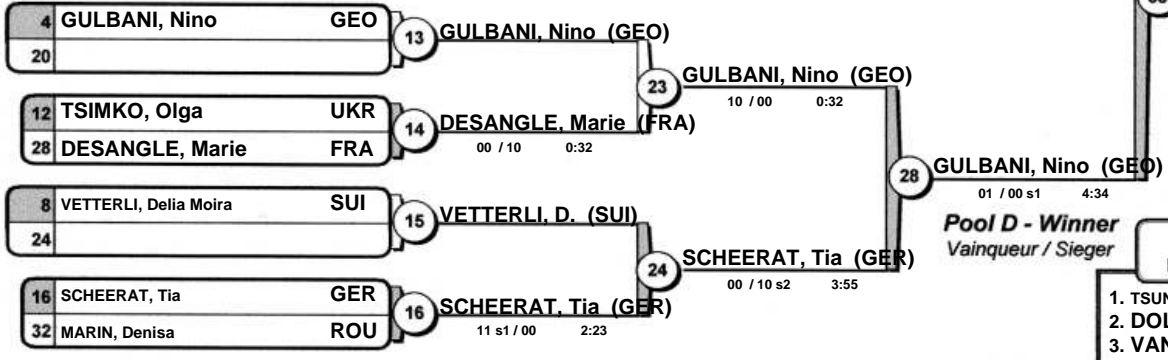 4 GULBANI, Nino GEO
20
13 GULBANI, Nino (GEO)
12 TSIMKO, Olga UKR
28 DESANGLE, Marie FRA
14 DESANGLE, Marie (FRA)
00 / 10 0:32
23 GULBANI, Nino (GEO)
10 / 00 0:32
8 VETTERLI, Delia Moira SUI
24
15 VETTERLI, D. (SUI)
16 SCHEERAT, Tia GER
32 MARIN, Denisa ROU
16 SCHEERAT, Tia (GER)
11 s1 / 00 2:23
24 SCHEERAT, Tia (GER)
00 / 10 s2 3:55
28 GULBANI, Nino (GEO)
01 / 00 s1 4:34
Pool D - Winner
Vainqueur / Sieger
1. TSUN
2. DOL
3. VAN